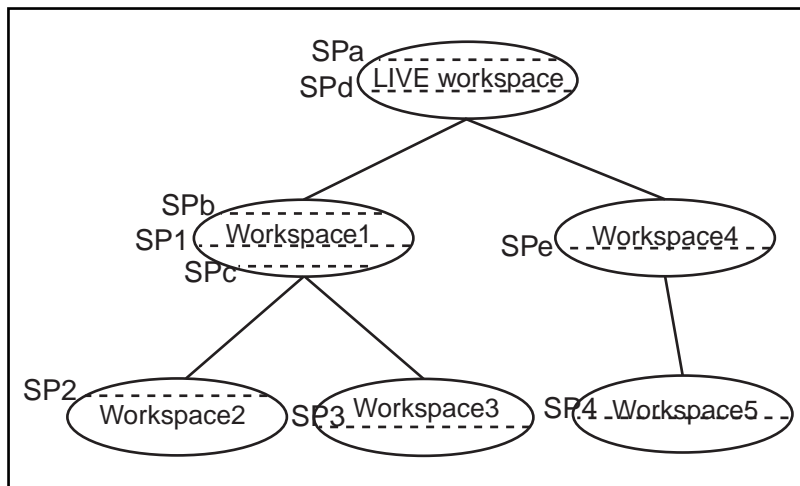 SPa
LIVE workspace
SPd
SPb
Workspace1
SP1
SPc
Workspace4
SPe
SP2
Workspace2
SP3
Workspace3
SP4
Workspace5